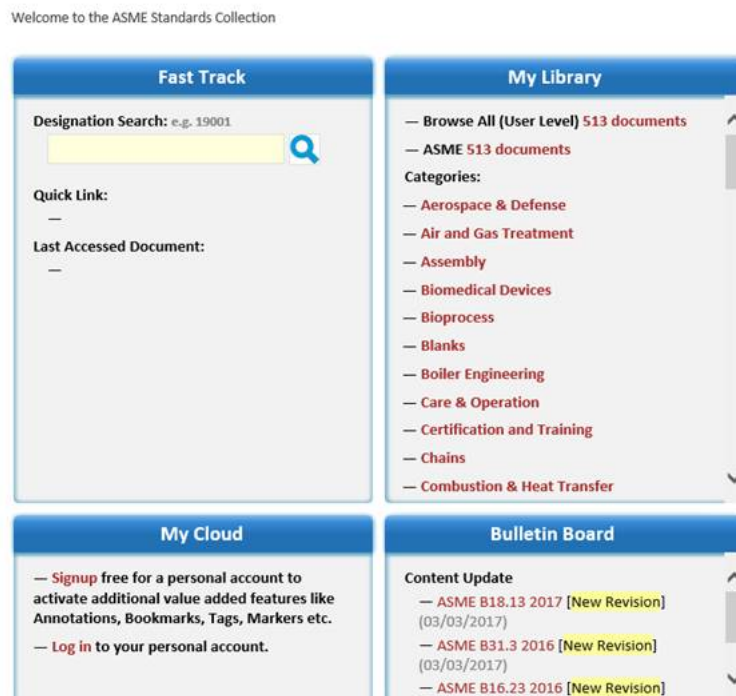 Welcome to the ASME Standards Collection
Fast Track
Designation Search: e.g. 19001
Quick Link:
—
Last Accessed Document:
—
My Library
— Browse All (User Level) 513 documents
— ASME 513 documents
Categories:
— Aerospace & Defense
— Air and Gas Treatment
— Assembly
— Biomedical Devices
— Bioprocess
— Blanks
— Boiler Engineering
— Care & Operation
— Certification and Training
— Chains
— Combustion & Heat Transfer
My Cloud
— Signup free for a personal account to
activate additional value added features like
Annotations, Bookmarks, Tags, Markers etc.
— Log in to your personal account.
Bulletin Board
Content Update
— ASME B18.13 2017 [New Revision]
(03/03/2017)
— ASME B31.3 2016 [New Revision]
(03/03/2017)
— ASME B16.23 2016 [New Revision]